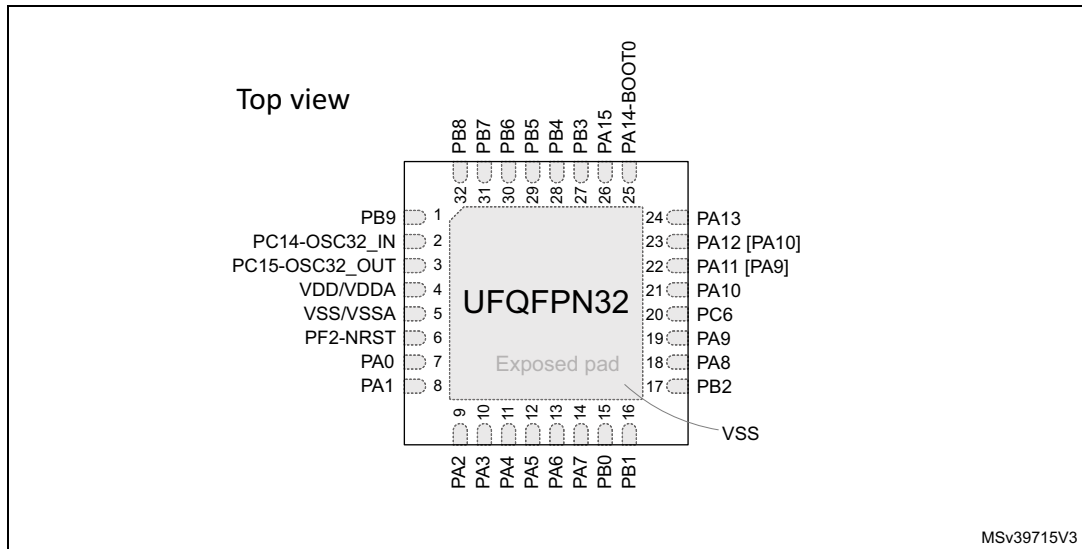 Top view
PB8
PB7
PB6
PB5
PB4
PB3
PA15
PA14-BOOT0
32
31
30
29
28
27
26
25
PB9 1
PC14-OSC32_IN 2
PC15-OSC32_OUT 3
VDD/VDDA 4
VSS/VSSA 5
PF2-NRST 6
PA0 7
PA1 8
UFQFPN32
Exposed pad
24 PA13
23 PA12 [PA10]
22 PA11 [PA9]
21 PA10
20 PC6
19 PA9
18 PA8
17 PB2
VSS
9
10
11
12
13
14
15
16
PA2
PA3
PA4
PA5
PA6
PA7
PB0
PB1
MSv39715V3